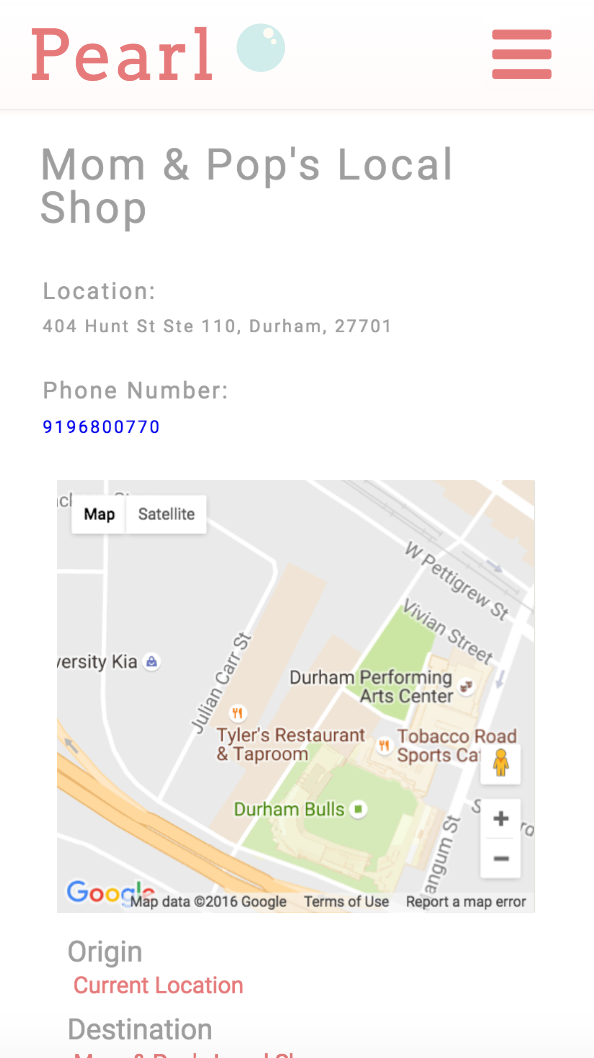 Pearl
Mom & Pop's Local
Shop
Location:
404 Hunt St Ste 110, Durham, 27701
Phone Number:
9196800770
Map Satellite
W Pettigrew St
Vivian Street
versity Kia
Julian Carr St
Durham Performing
Arts Center
Tyler's Restaurant
& Taproom
Tobacco Road
Sports Ca
Durham Bulls
angum St
Google
Map data ©2016 Google Terms of Use Report a map error
Origin
Current Location
Destination